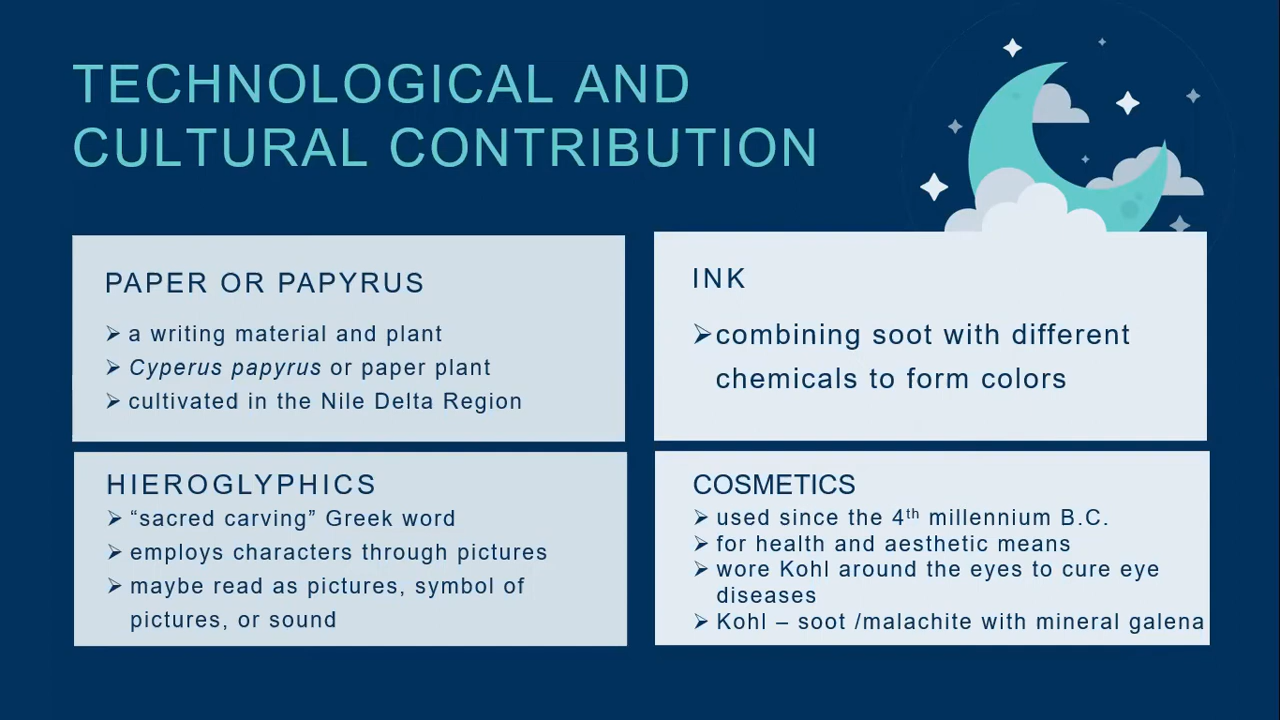 TECHNOLOGICAL AND
CULTURAL CONTRIBUTION
PAPER OR PAPYRUS
➢ a writing material and plant
➢ Cyperus papyrus or paper plant
➢ cultivated in the Nile Delta Region
INK
➢combining soot with different
chemicals to form colors
HIEROGLYPHICS
➢ “sacred carving” Greek word
➢ employs characters through pictures
➢ maybe read as pictures, symbol of
pictures, or sound
COSMETICS
➢ used since the 4th millennium B.C.
➢ for health and aesthetic means
➢ wore Kohl around the eyes to cure eye
diseases
➢ Kohl – soot /malachite with mineral galena